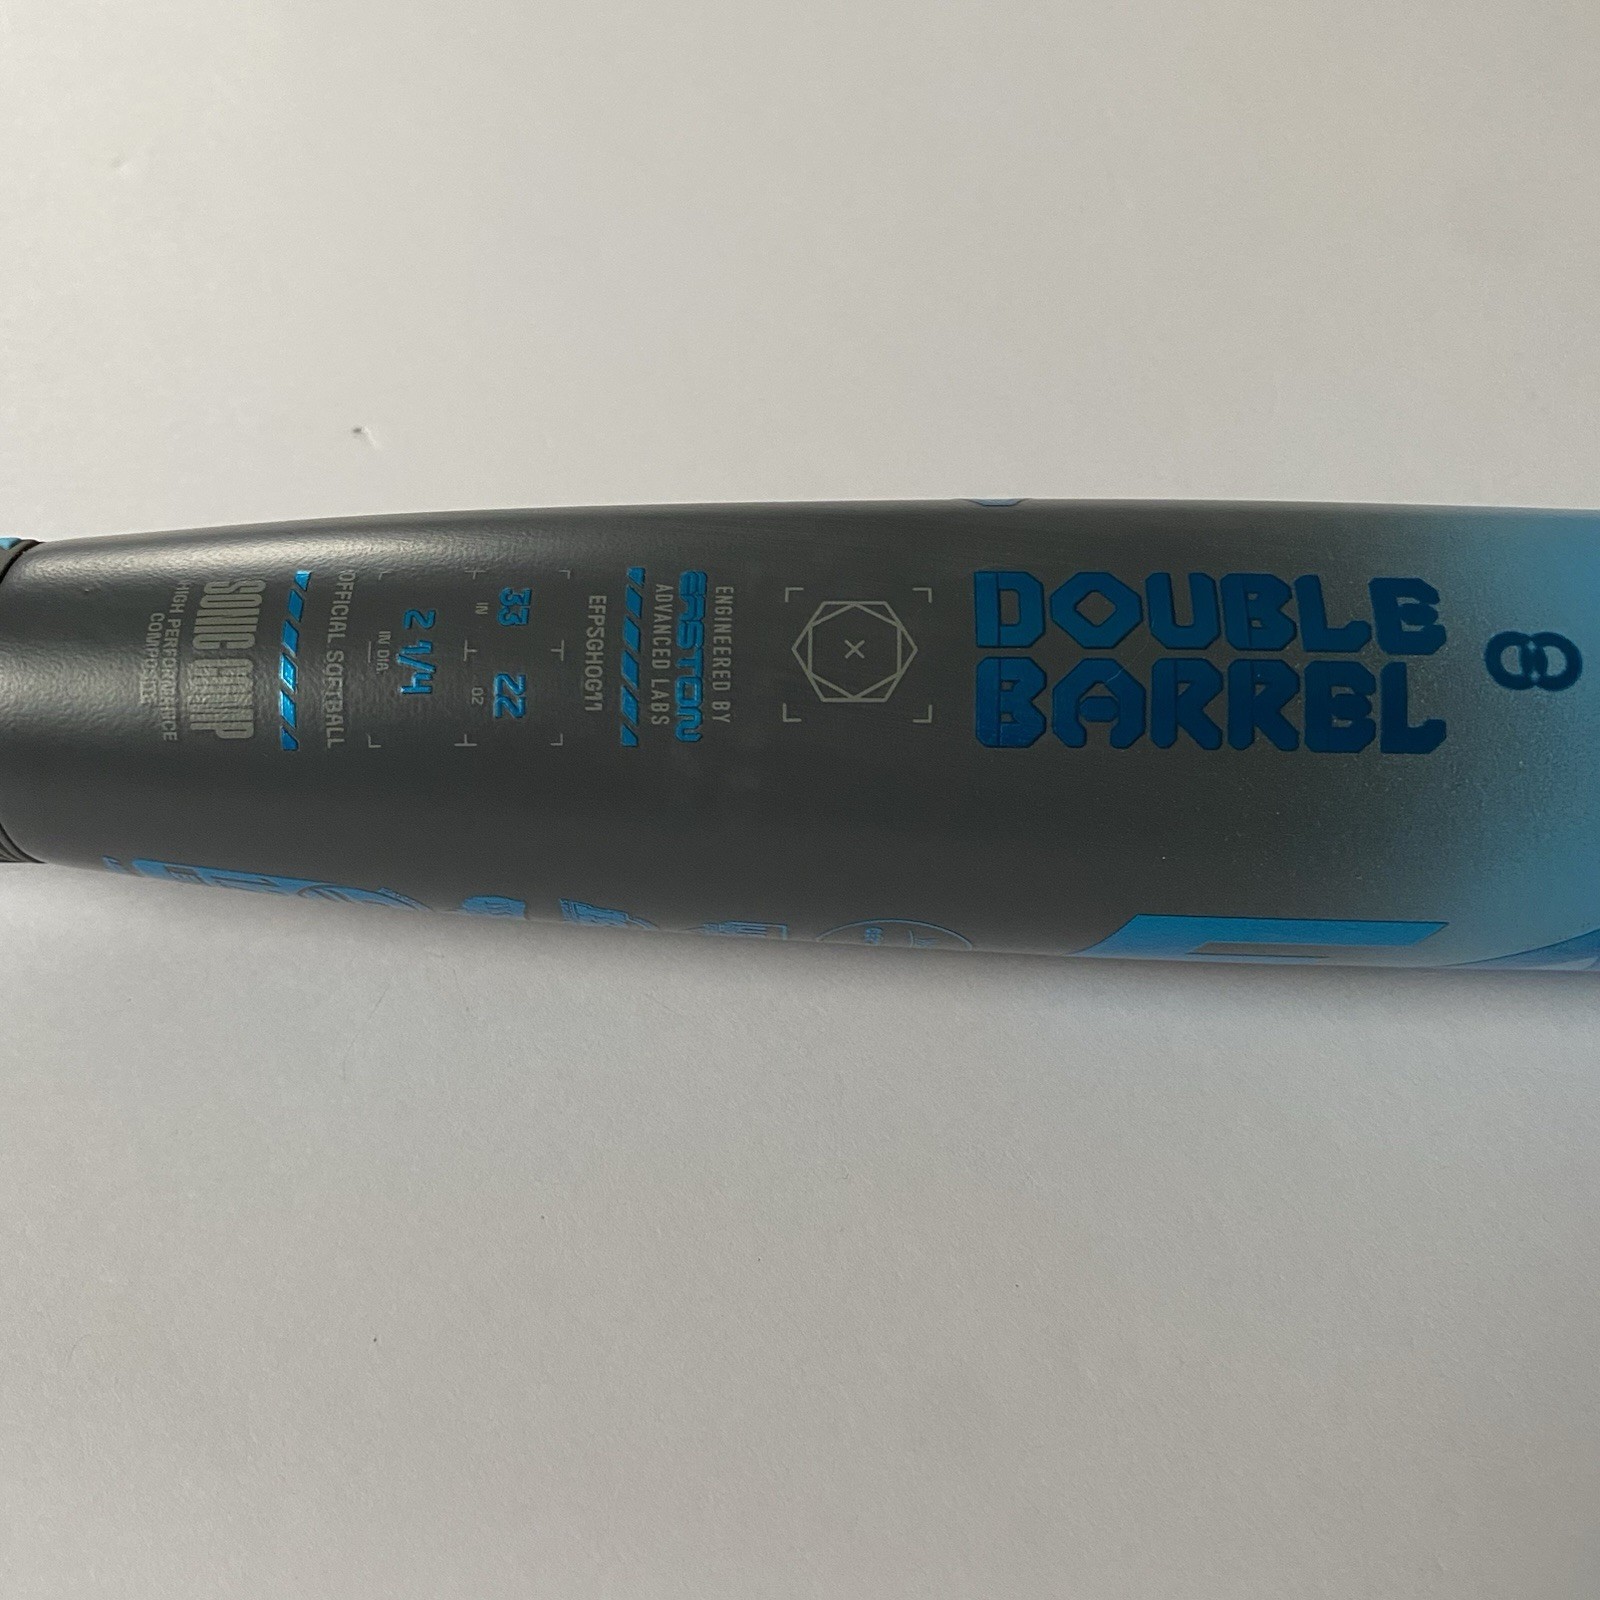 DOUBLE
BARREL
ENGINEERED BY
EASTON
ADVANCED LABS
EFPSGHOG11
33 22
IN OZ
2 1/4
IN DIA.
OFFICIAL SOFTBALL
SONIC COMP
HIGH PERFORMANCE
COMPOSITE